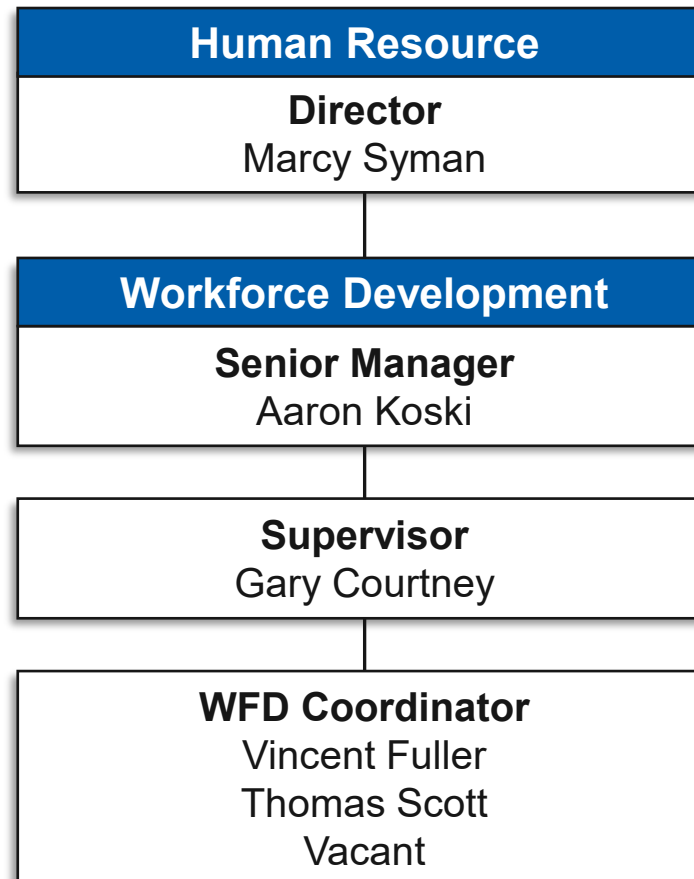 Human Resource
Director
Marcy Syman
Workforce Development
Senior Manager
Aaron Koski
Supervisor
Gary Courtney
WFD Coordinator
Vincent Fuller
Thomas Scott
Vacant